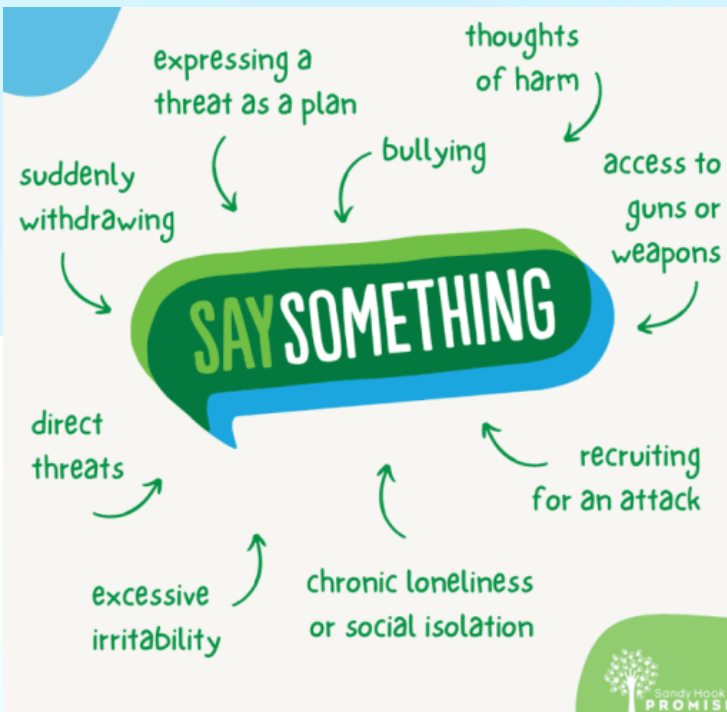 thoughts
of harm
expressing a
threat as a plan
bullying
access to
guns or
weapons
suddenly
withdrawing
SAY SOMETHING
direct
threats
recruiting
for an attack
excessive
irritability
chronic loneliness
or social isolation
Sandy Hook